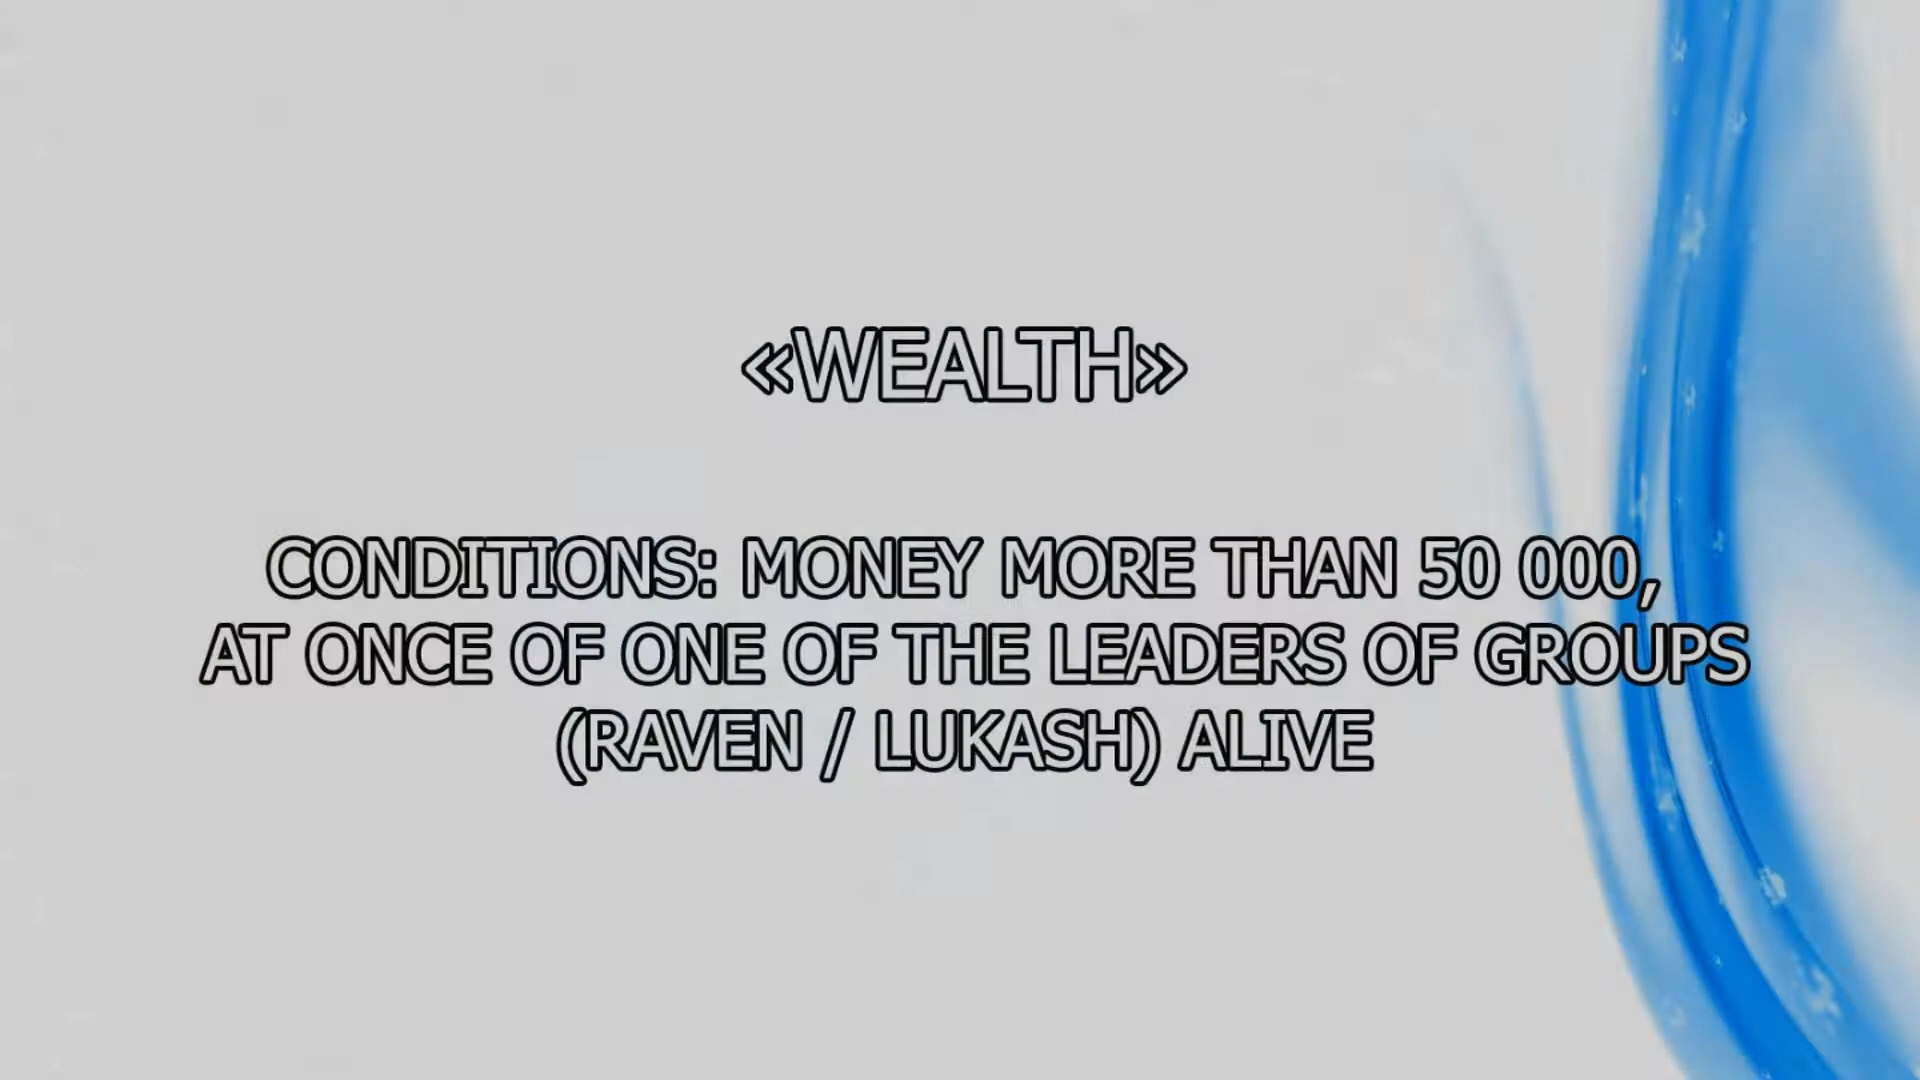 «WEALTH»
CONDITIONS: MONEY MORE THAN 50 000,
AT ONCE OF ONE OF THE LEADERS OF GROUPS
(RAVEN / LUKASH) ALIVE